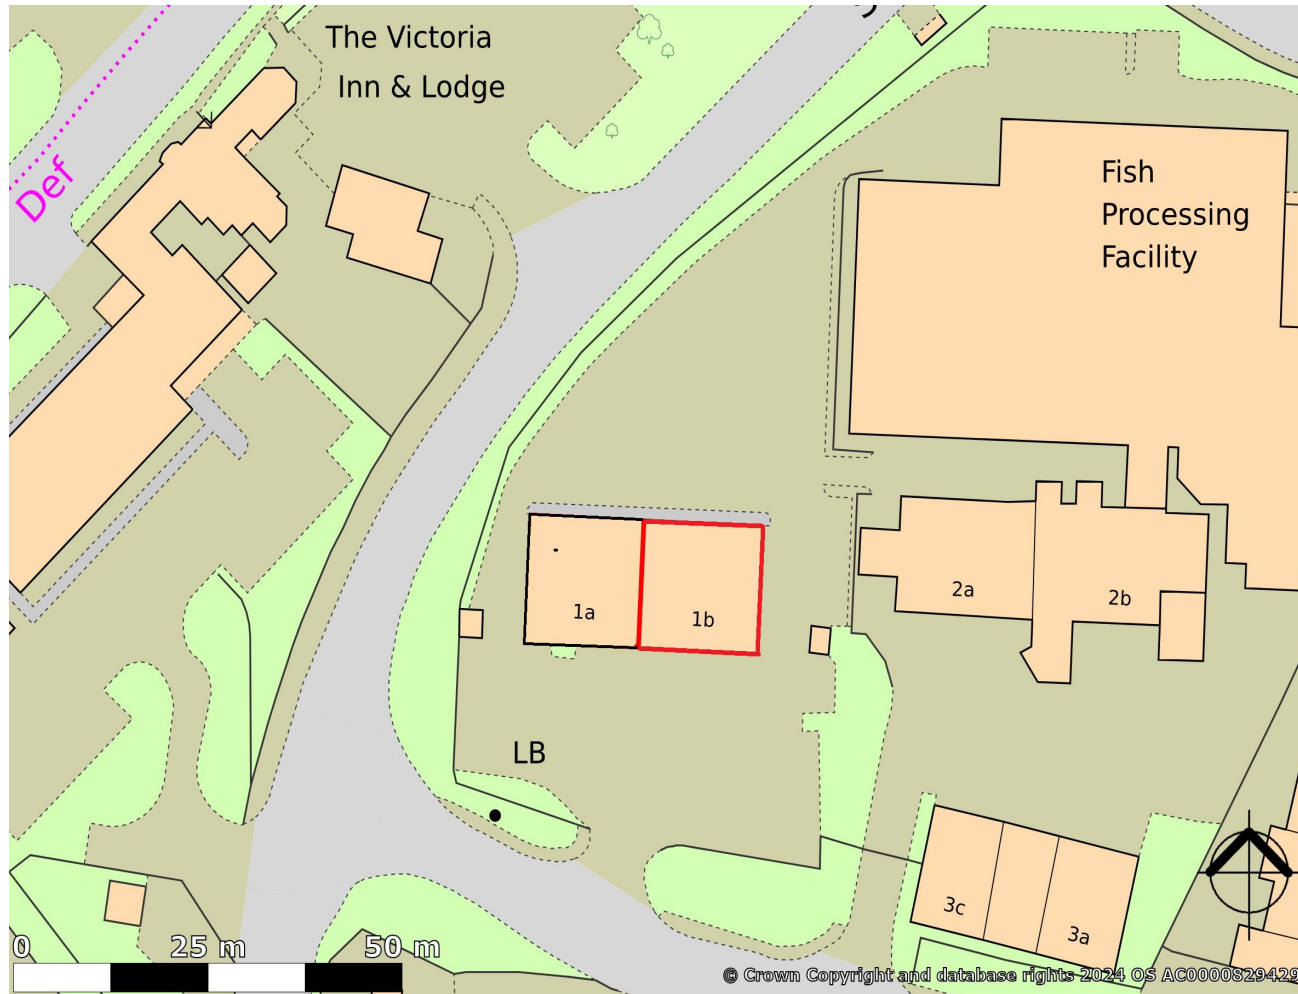 The Victoria
Inn & Lodge
Def
Fish
Processing
Facility
1a
1b
2a
2b
LB
3c
3a
0 25 m 50 m
© Crown Copyright and database rights 2024 OS AC0000829429